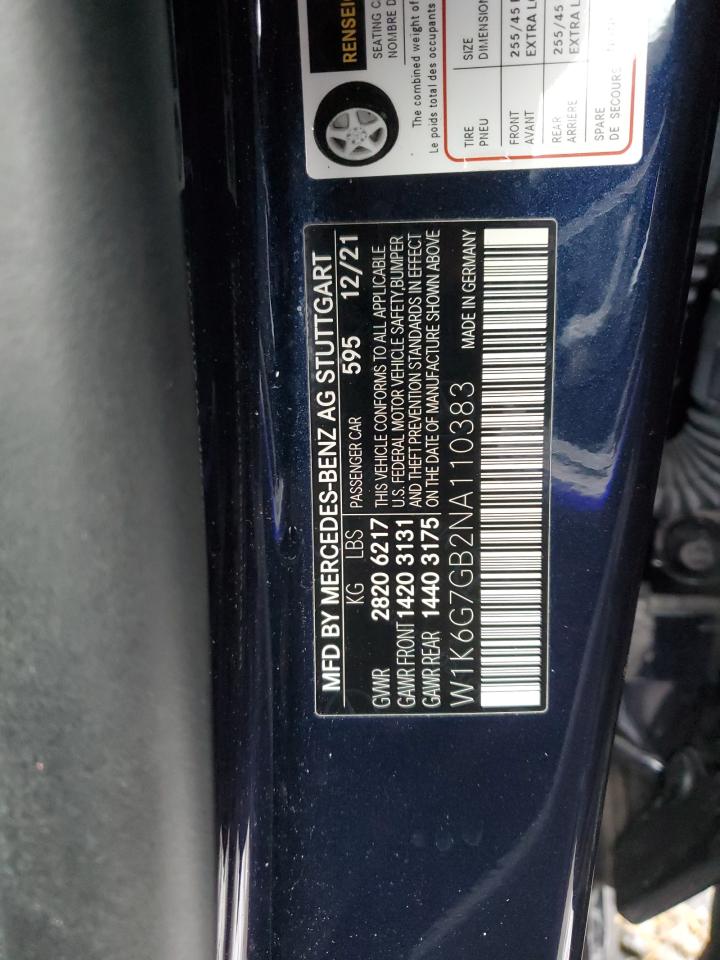 RENSEI
SEATING CA
NOMBRE D
The combined weight of
Le poids total des occupants
TIRE
PNEU
SIZE
DIMENSION
FRONT
AVANT
255/45
EXTRA LO
REAR
ARRIÈRE
255/45
EXTRA L
SPARE
DE SECOURS
MFD BY MERCEDES-BENZ AG STUTTGART
KG LBS PASSENGER CAR 595 12/21
GVWR 2820 6217 THIS VEHICLE CONFORMS TO ALL APPLICABLE
U.S. FEDERAL MOTOR VEHICLE SAFETY, BUMPER
GAWR FRONT 1420 3131 AND THEFT PREVENTION STANDARDS IN EFFECT
GAWR REAR 1440 3175 ON THE DATE OF MANUFACTURE SHOWN ABOVE
W1K6G7GB2NA110383 MADE IN GERMANY